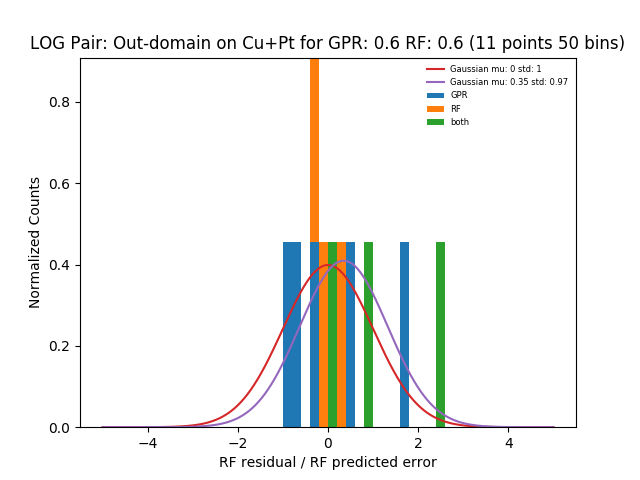 LOG Pair: Out-domain on Cu+Pt for GPR: 0.6 RF: 0.6 (11 points 50 bins)
Gaussian mu: 0 std: 1
Gaussian mu: 0.35 std: 0.97
GPR
RF
both
Normalized Counts
0.8
0.6
0.4
0.2
0.0
−4 −2 0 2 4
RF residual / RF predicted error